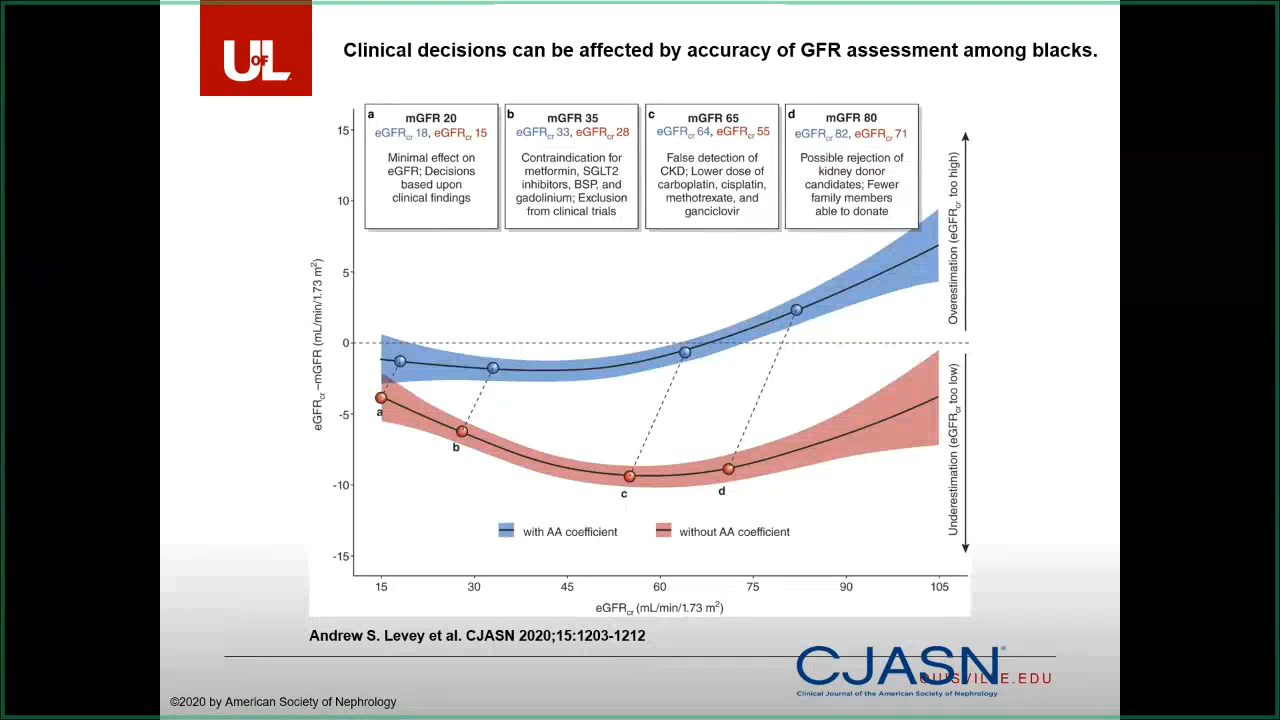 U OF L
Clinical decisions can be affected by accuracy of GFR assessment among blacks.
a
mGFR 20
eGFRcr 18, eGFRcr 15
Minimal effect on
eGFR; Decisions
based upon
clinical findings
b
mGFR 35
eGFRcr 33, eGFRcr 28
Contraindication for
metformin, SGLT2
inhibitors, BSP, and
gadolinium; Exclusion
from clinical trials
c
mGFR 65
eGFRcr 64, eGFRcr 55
False detection of
CKD; Lower dose of
carboplatin, cisplatin,
methotrexate, and
ganciclovir
d
mGFR 80
eGFRcr 82, eGFRcr 71
Possible rejection of
kidney donor
candidates; Fewer
family members
able to donate
15
10
5
0
-5
-10
-15
eGFRcr –mGFR (mL/min/1.73 m2)
Overestimation (eGFRcr too high)
Underestimation (eGFRcr too low)
a
b
c
d
with AA coefficient
without AA coefficient
15 30 45 60 75 90 105
eGFRcr (mL/min/1.73 m2)
Andrew S. Levey et al. CJASN 2020;15:1203-1212
CJASN
Clinical Journal of the American Society of Nephrology
©2020 by American Society of Nephrology